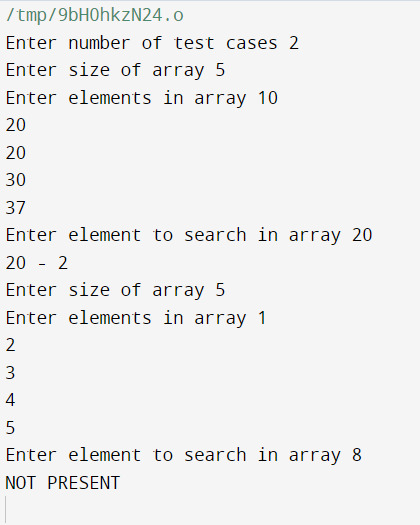 /tmp/9bH0hkzN24.o
Enter number of test cases 2
Enter size of array 5
Enter elements in array 10
20
20
30
37
Enter element to search in array 20
20 - 2
Enter size of array 5
Enter elements in array 1
2
3
4
5
Enter element to search in array 8
NOT PRESENT